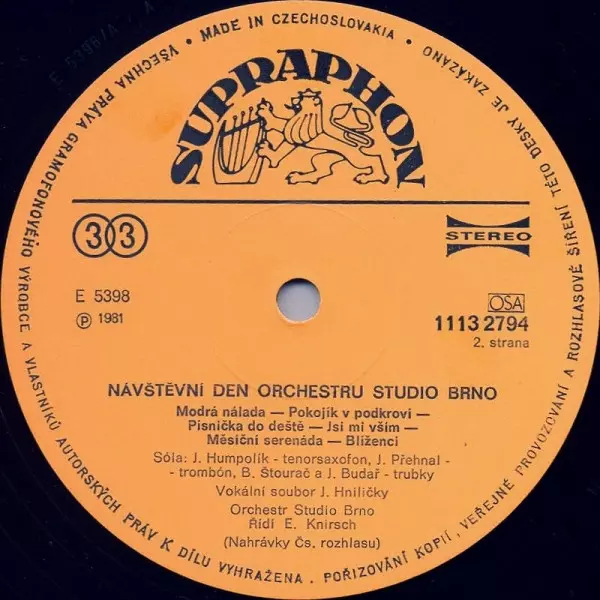 VŠECHNA PRÁVA GRAMOFONOVÉHO VÝROBCE A VLASTNÍKŮ AUTORSKÝCH PRÁV K DÍLU VYHRAŽENA. POŘIZOVÁNÍ KOPIÍ, VEŘEJNÉ PROVOZOVÁNÍ A ROZHLASOVÉ ŠÍŘENÍ TÉTO DESKY JE ZAKÁZÁNO • MADE IN CZECHOSLOVAKIA •
E 5398/A A
SUPRAPHON
33
STEREO
E 5398
℗ 1981
OSA
1113 2794
2. strana
NÁVŠTĚVNÍ DEN ORCHESTRU STUDIO BRNO
Modrá nálada — Pokojík v podkroví —
Pisnička do deště — Jsi mi vším —
Měsíční serenáda — Blíženci
Sóla: J. Humpolík - tenorsaxofon, J. Přehnal -
- trombón, B. Štourač a J. Budař - trubky
Vokální soubor J. Hniličky
Orchestr Studio Brno
Řídí E. Knirsch
(Nahrávky Čs. rozhlasu)